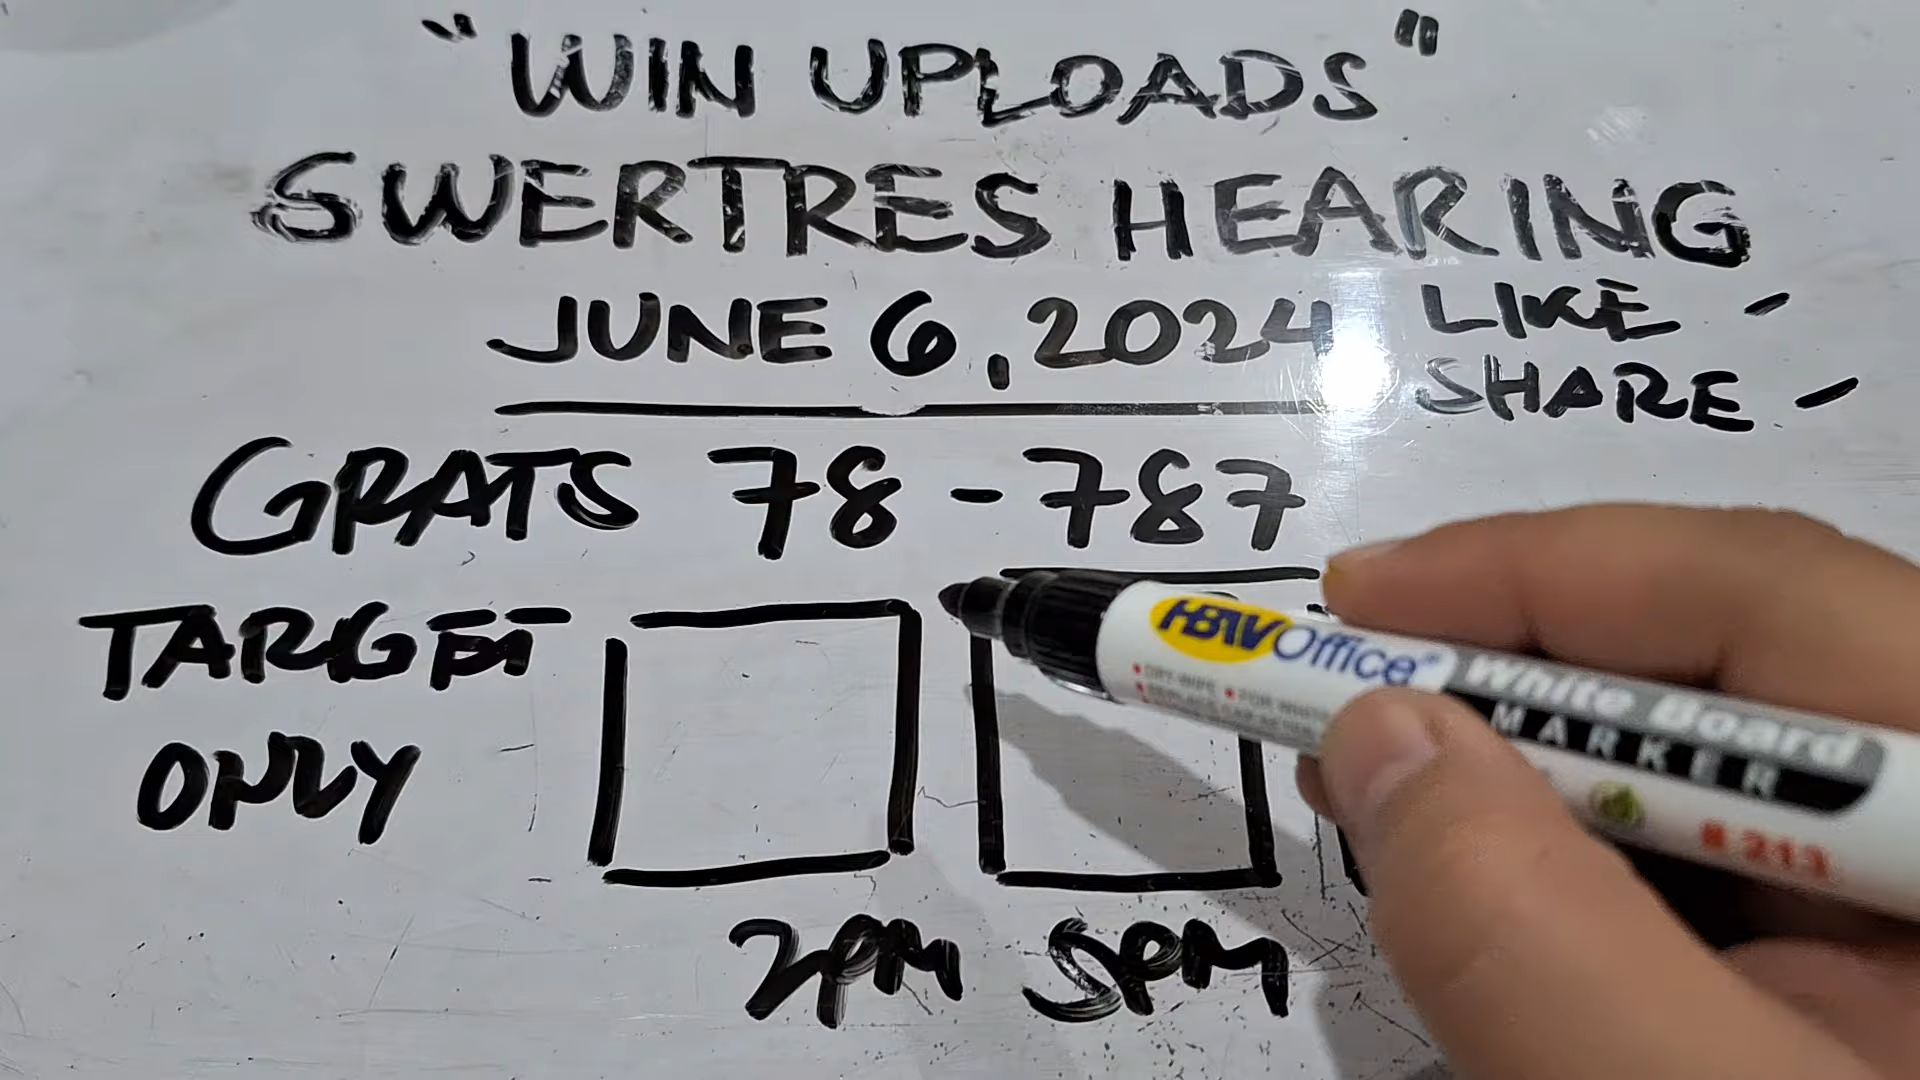 "WIN UPLOADS"
SWERTRES HEARING
JUNE 6, 2024
LIKE -
SHARE -
GRATS 78-787
TARGET
ONLY
2PM 5PM
HBW Office White Board
MARKER